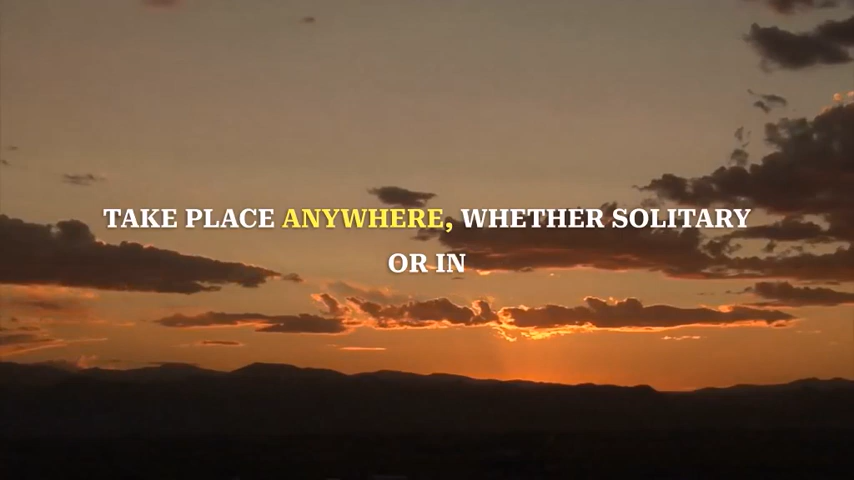 TAKE PLACE ANYWHERE, WHETHER SOLITARY
OR IN